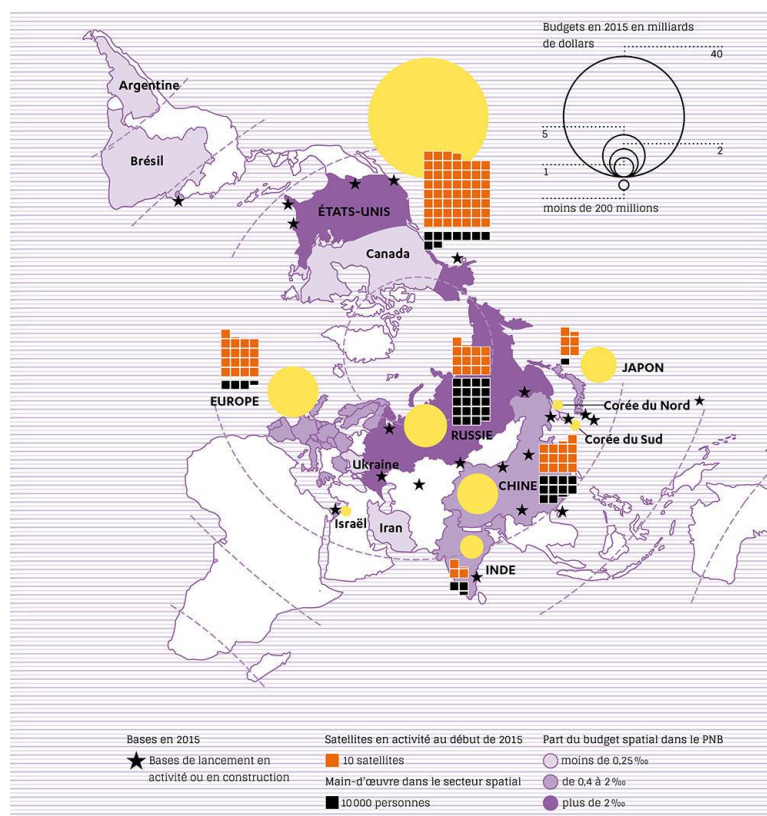 Budgets en 2015 en milliards
de dollars
40
5
2
1
moins de 200 millions
Argentine
Brésil
ÉTATS-UNIS
Canada
EUROPE
RUSSIE
JAPON
Corée du Nord
Corée du Sud
Ukraine
CHINE
Israël
Iran
INDE
Bases en 2015
Bases de lancement en
activité ou en construction
Satellites en activité au début de 2015
10 satellites
Main-d'œuvre dans le secteur spatial
10 000 personnes
Part du budget spatial dans le PNB
moins de 0,25 ‰
de 0,4 à 2 ‰
plus de 2 ‰